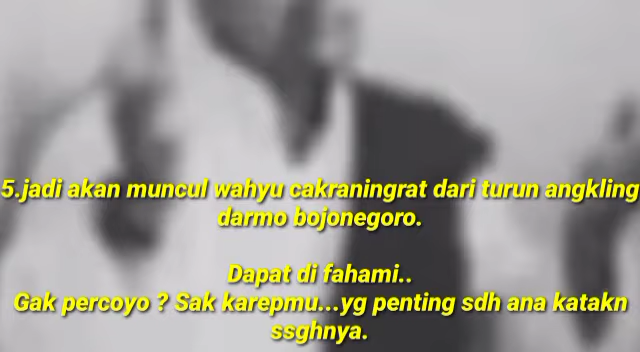 5.jadi akan muncul wahyu cakraningrat dari turun angkling
darmo bojonegoro.
Dapat di fahami..
Gak percoyo ? Sak karepmu...yg penting sdh ana katakn
ssghnya.